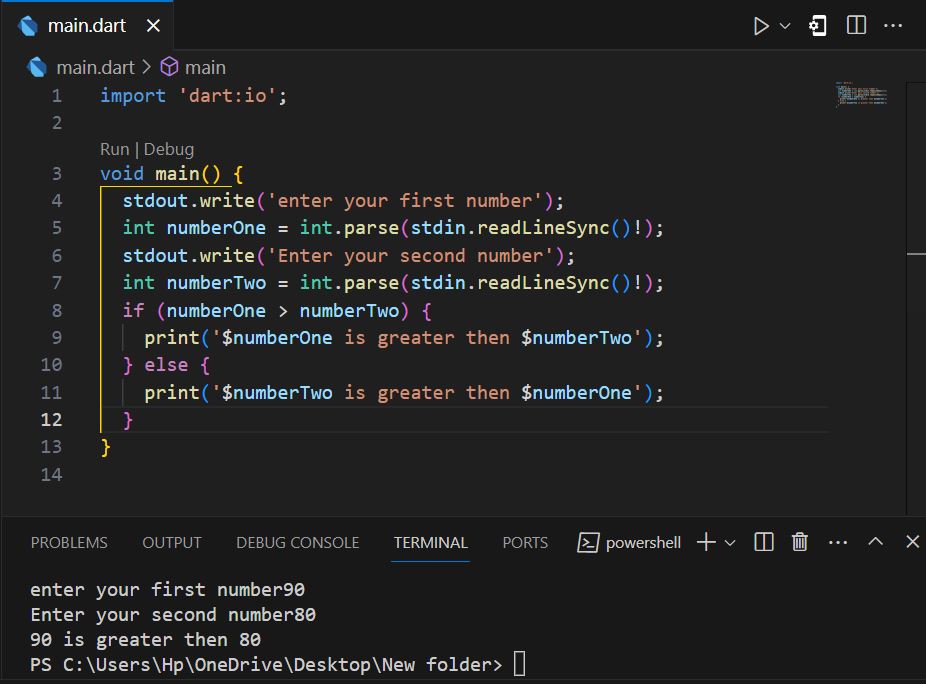 main.dart
main.dart > main
1 import 'dart:io';
2
Run | Debug
3 void main() {
4 stdout.write('enter your first number');
5 int numberOne = int.parse(stdin.readLineSync()!);
6 stdout.write('Enter your second number');
7 int numberTwo = int.parse(stdin.readLineSync()!);
8 if (numberOne > numberTwo) {
9 print('$numberOne is greater then $numberTwo');
10 } else {
11 print('$numberTwo is greater then $numberOne');
12 }
13 }
14
PROBLEMS OUTPUT DEBUG CONSOLE TERMINAL PORTS powershell
enter your first number90
Enter your second number80
90 is greater then 80
PS C:\Users\Hp\OneDrive\Desktop\New folder>